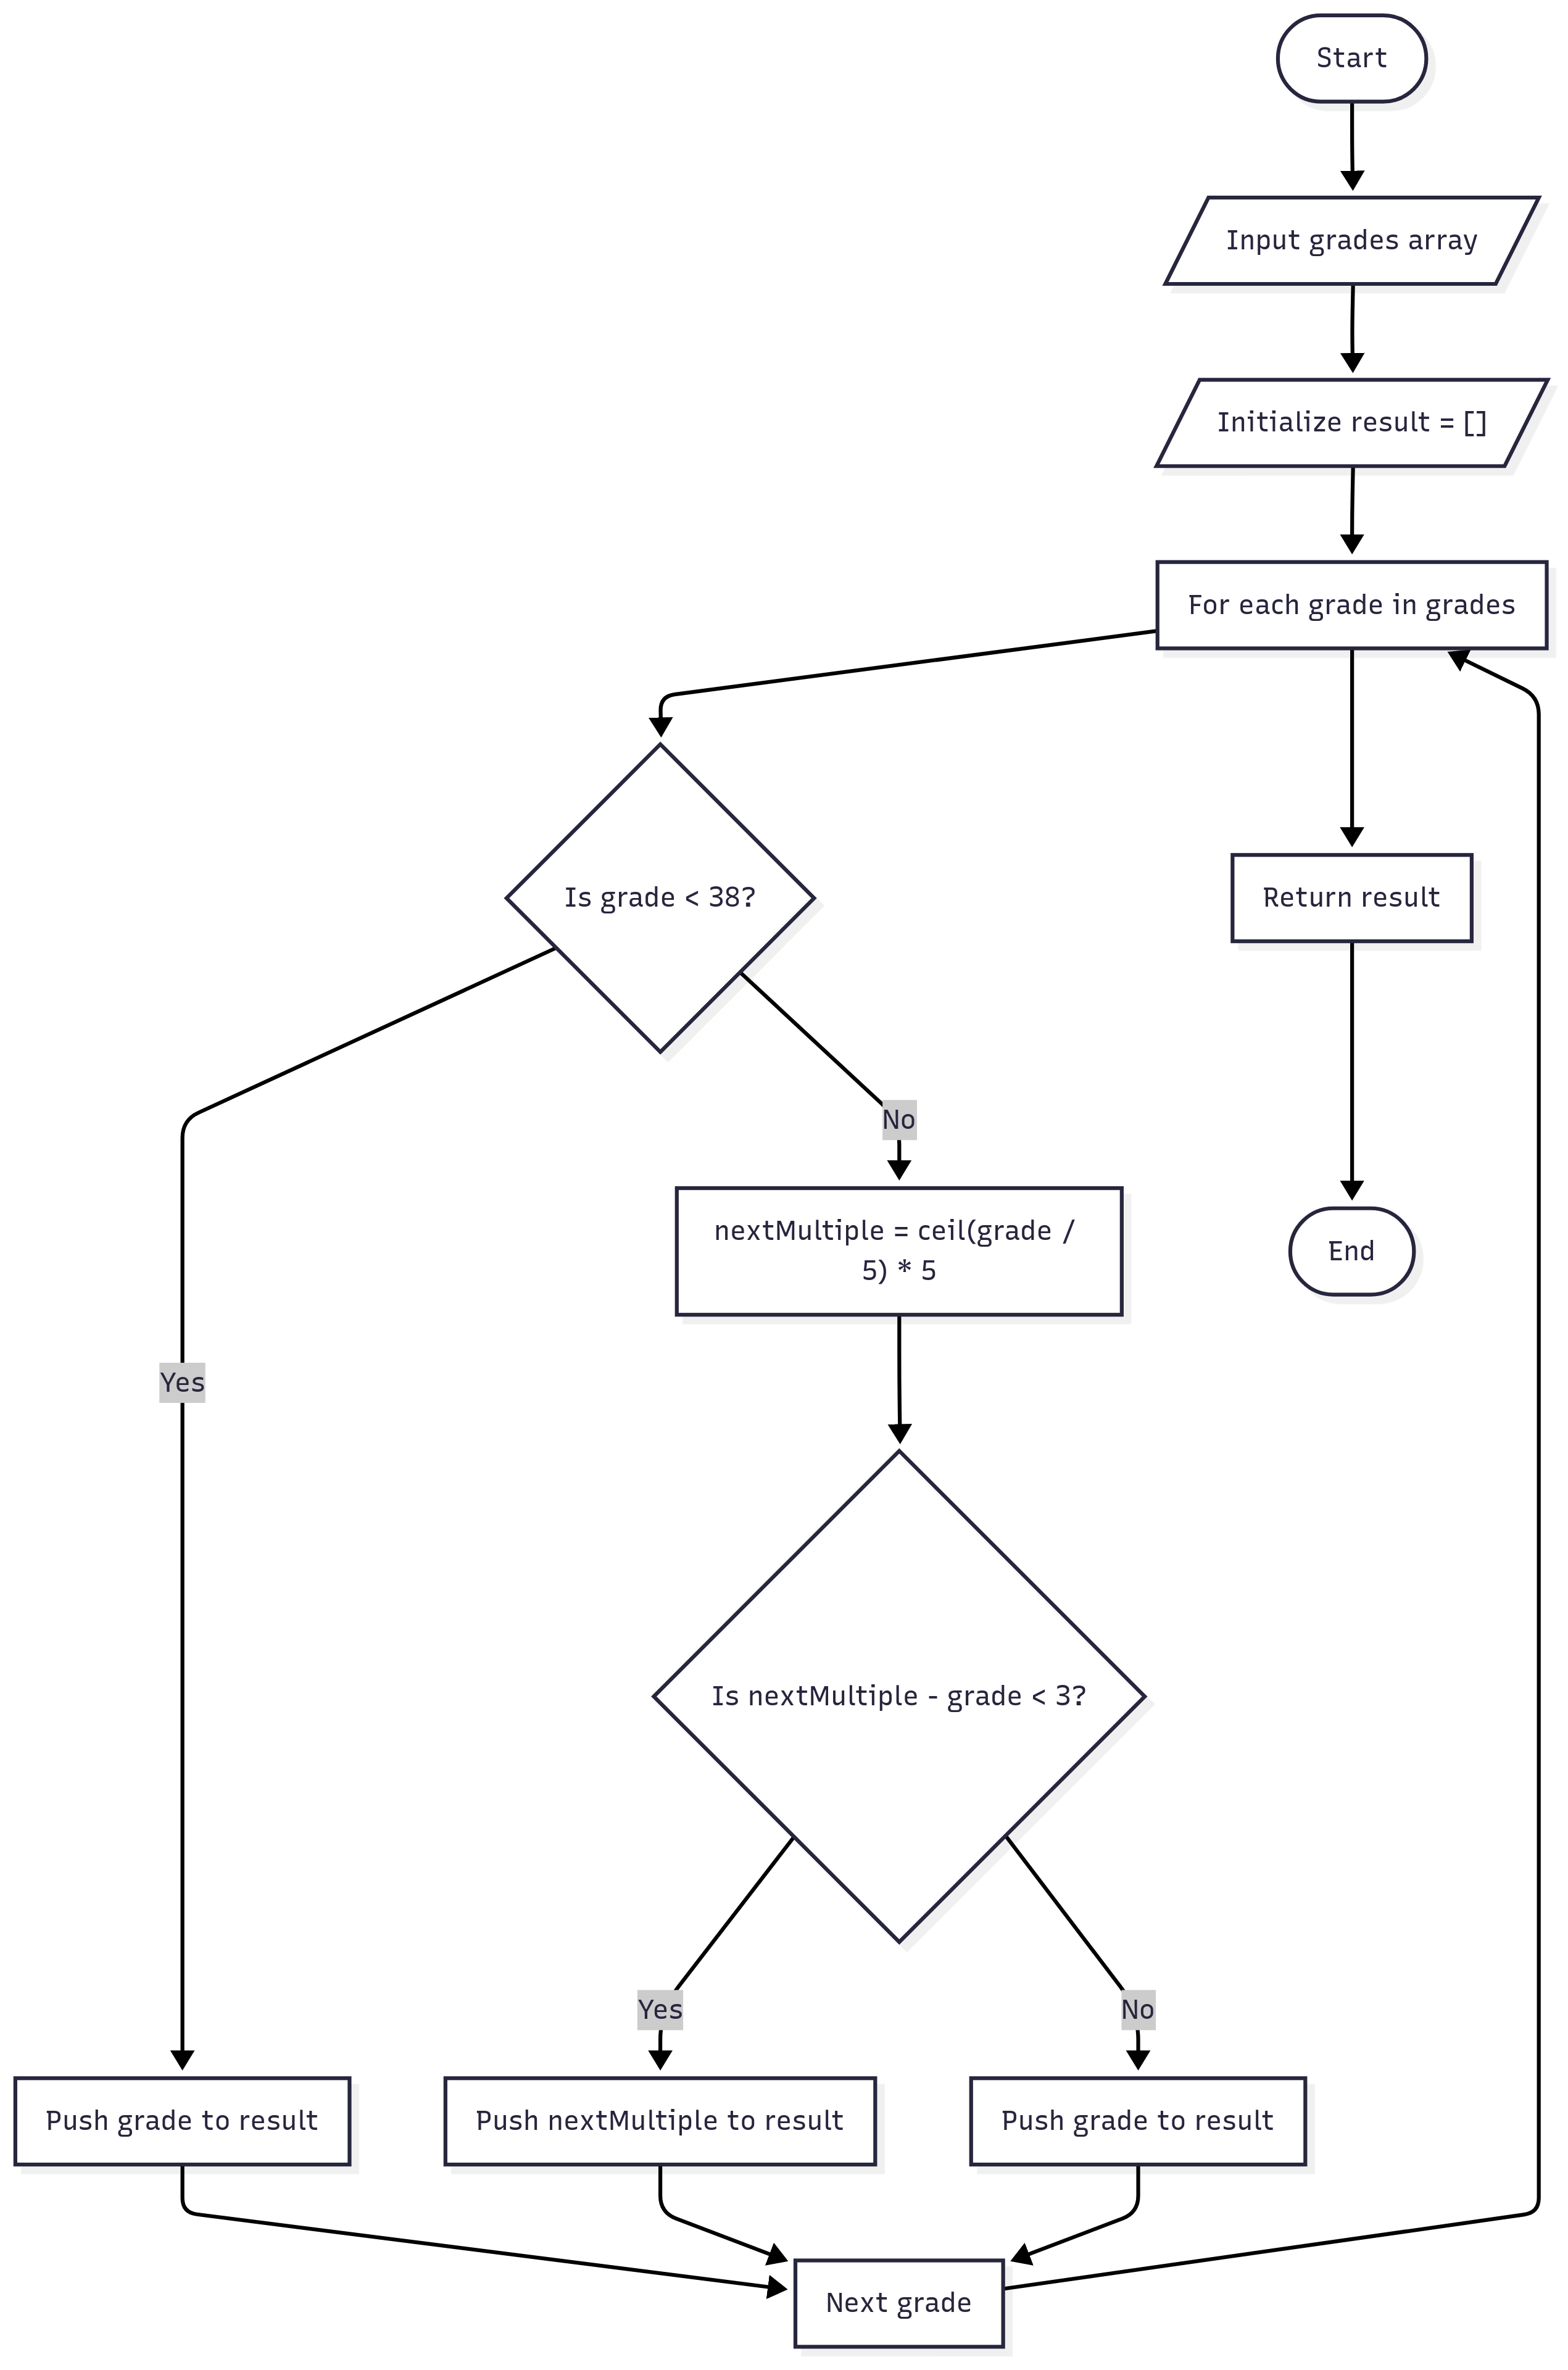 Start
Input grades array
Initialize result = []
For each grade in grades
Is grade < 38?
Return result
No
nextMultiple = ceil(grade /
5) * 5
End
Yes
Is nextMultiple - grade < 3?
Yes
No
Push grade to result
Push nextMultiple to result
Push grade to result
Next grade